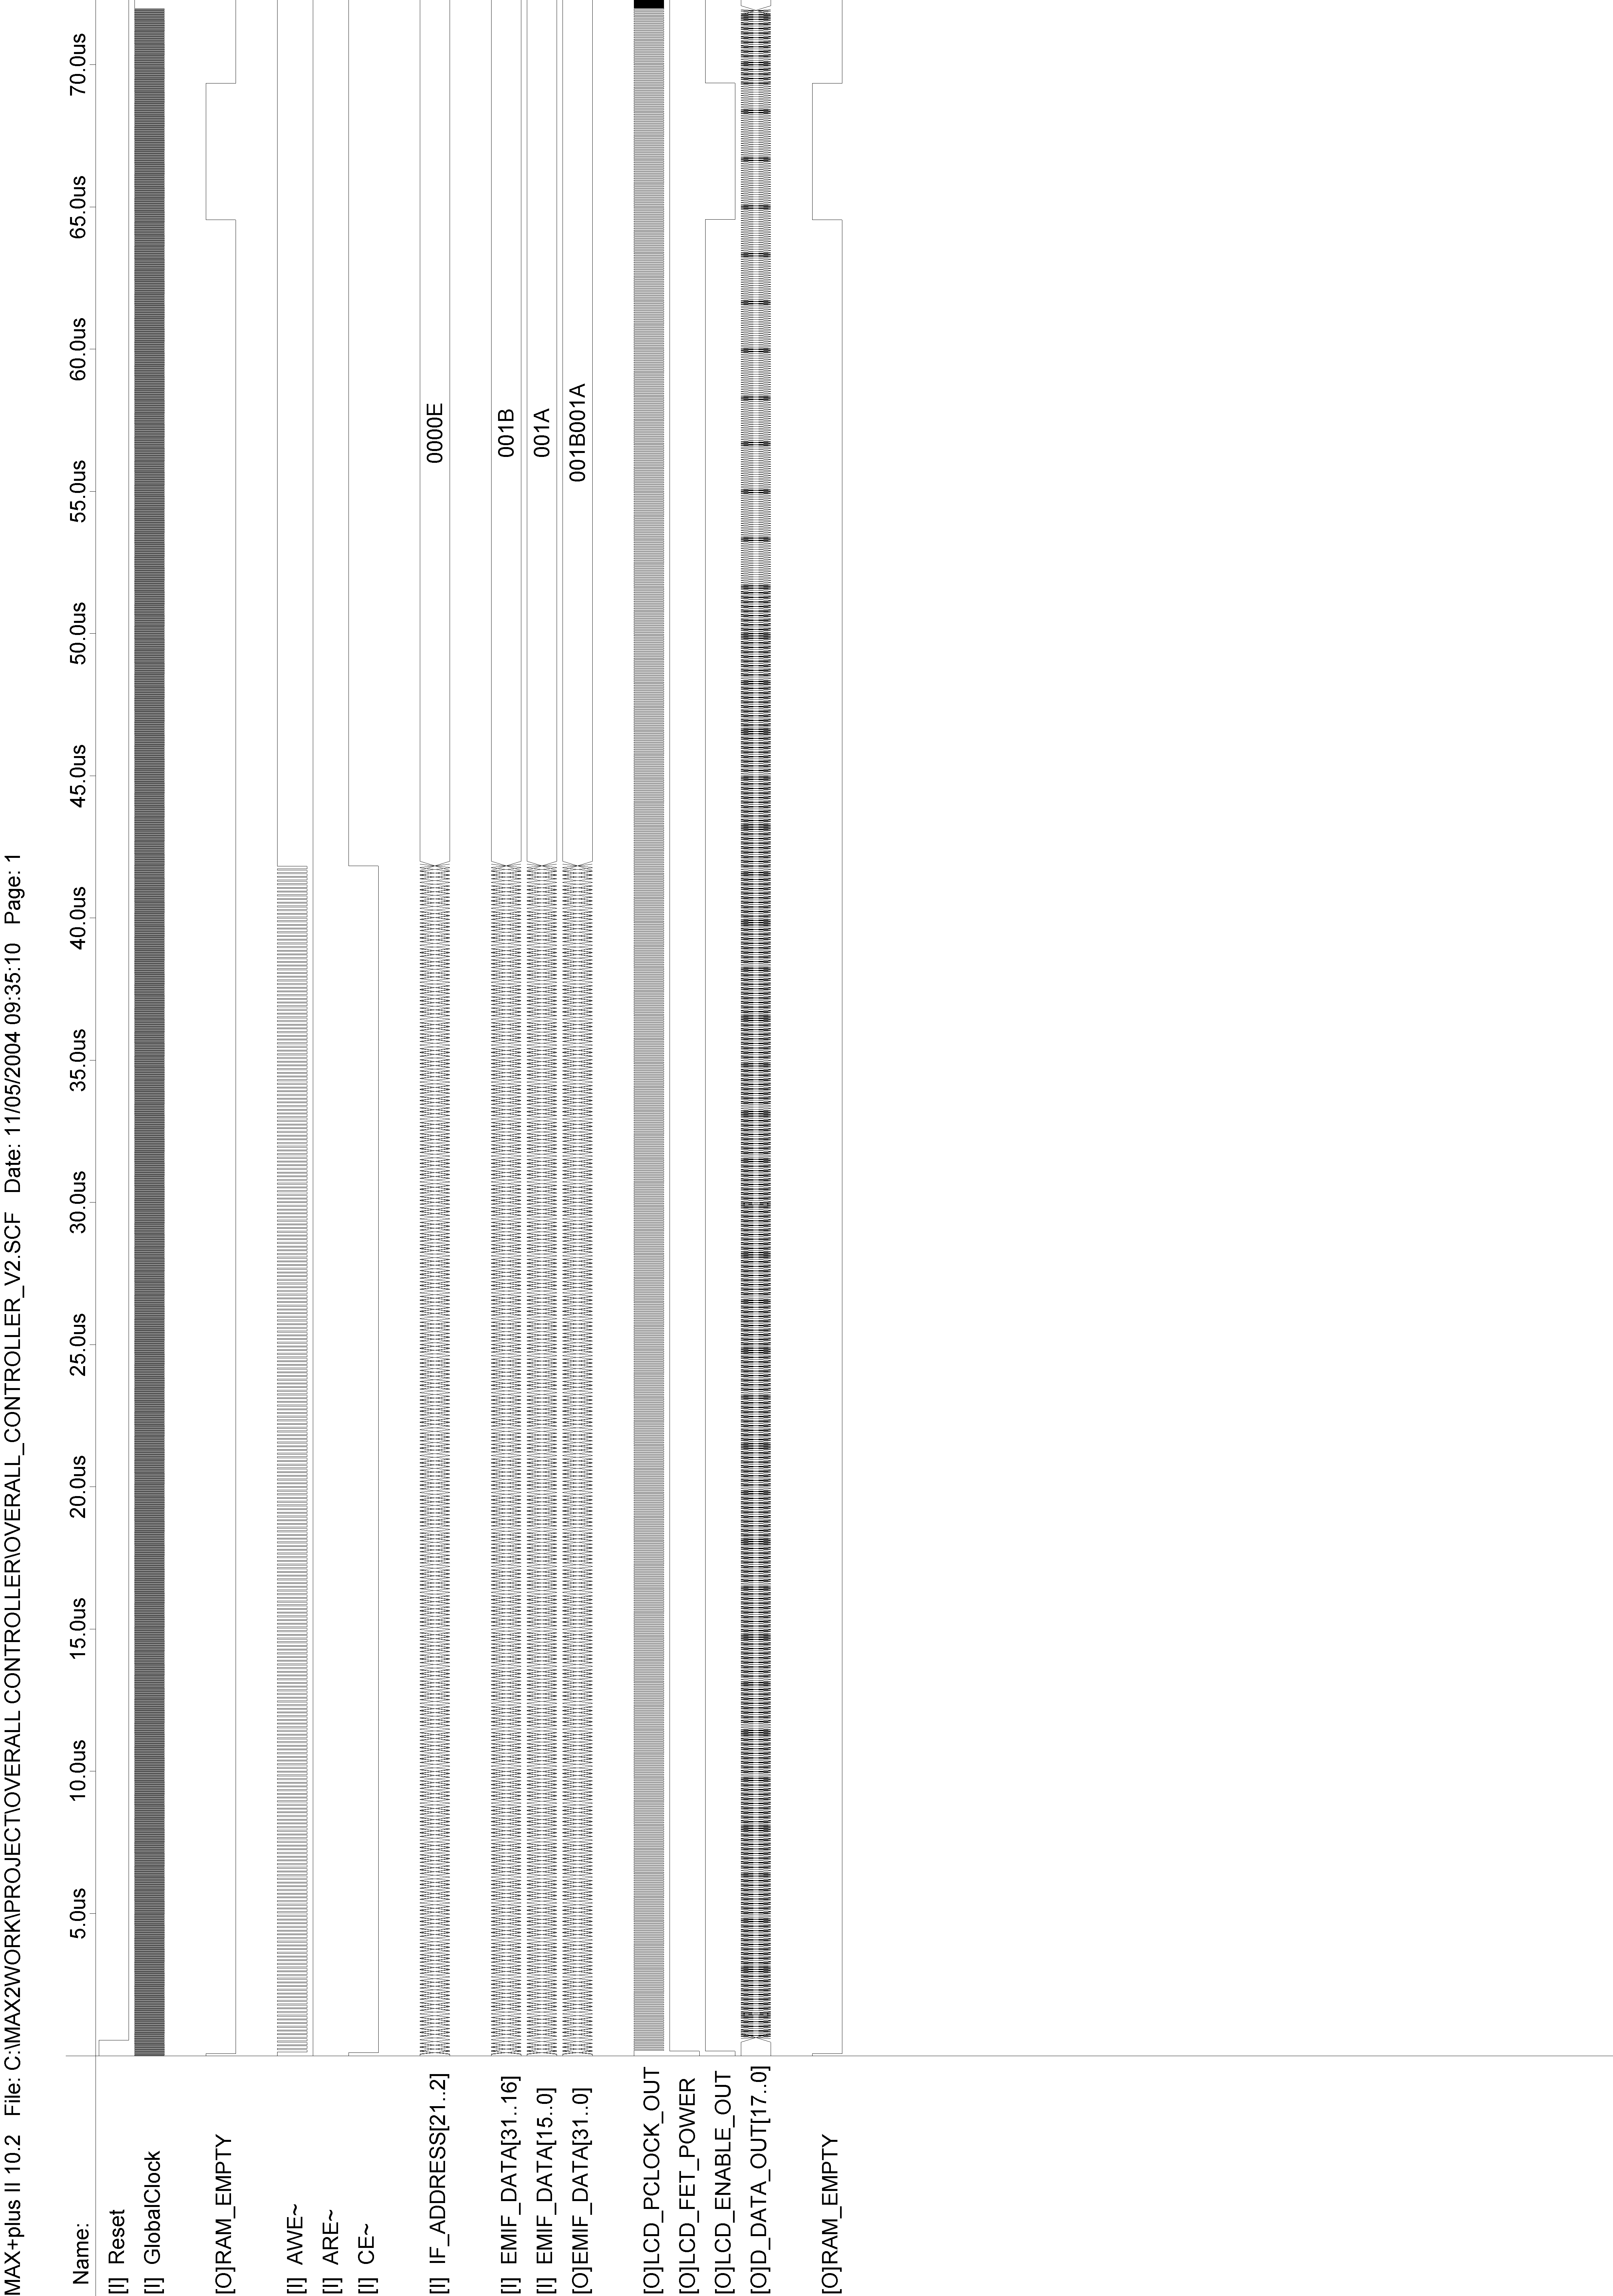 MAX+plus II 10.2 File: C:\MAX2WORK\PROJECT\OVERALL CONTROLLER\OVERALL_CONTROLLER_V2.SCF Date: 11/05/2004 09:35:10 Page: 1
Name: 5.0us 10.0us 15.0us 20.0us 25.0us 30.0us 35.0us 40.0us 45.0us 50.0us 55.0us 60.0us 65.0us 70.0us
[I] Reset
[I] GlobalClock
[O]RAM_EMPTY
[I] AWE~
[I] ARE~
[I] CE~
[I] IF_ADDRESS[21..2] 0000E
[I] EMIF_DATA[31..16] 001B
[I] EMIF_DATA[15..0] 001A
[O]EMIF_DATA[31..0] 001B001A
[O]LCD_PCLOCK_OUT
[O]LCD_FET_POWER
[O]LCD_ENABLE_OUT
[O]D_DATA_OUT[17..0]
[O]RAM_EMPTY